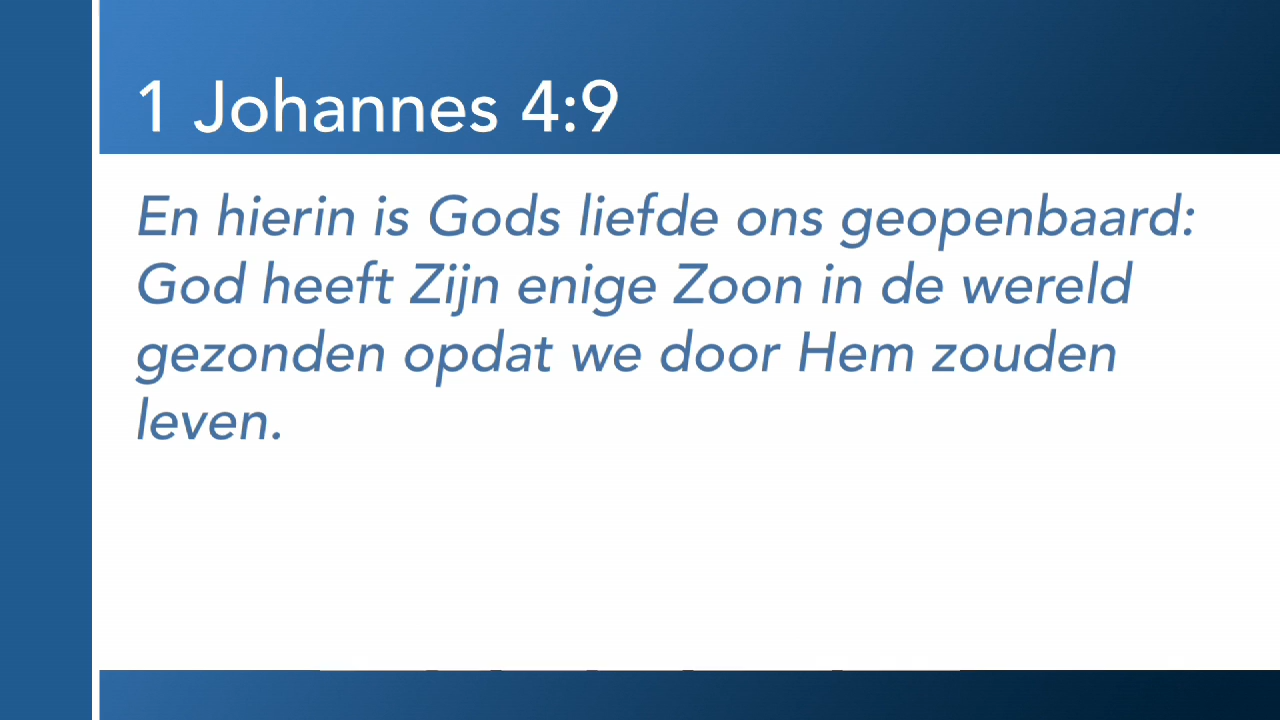 1 Johannes 4:9
En hierin is Gods liefde ons geopenbaard:
God heeft Zijn enige Zoon in de wereld
gezonden opdat we door Hem zouden
leven.